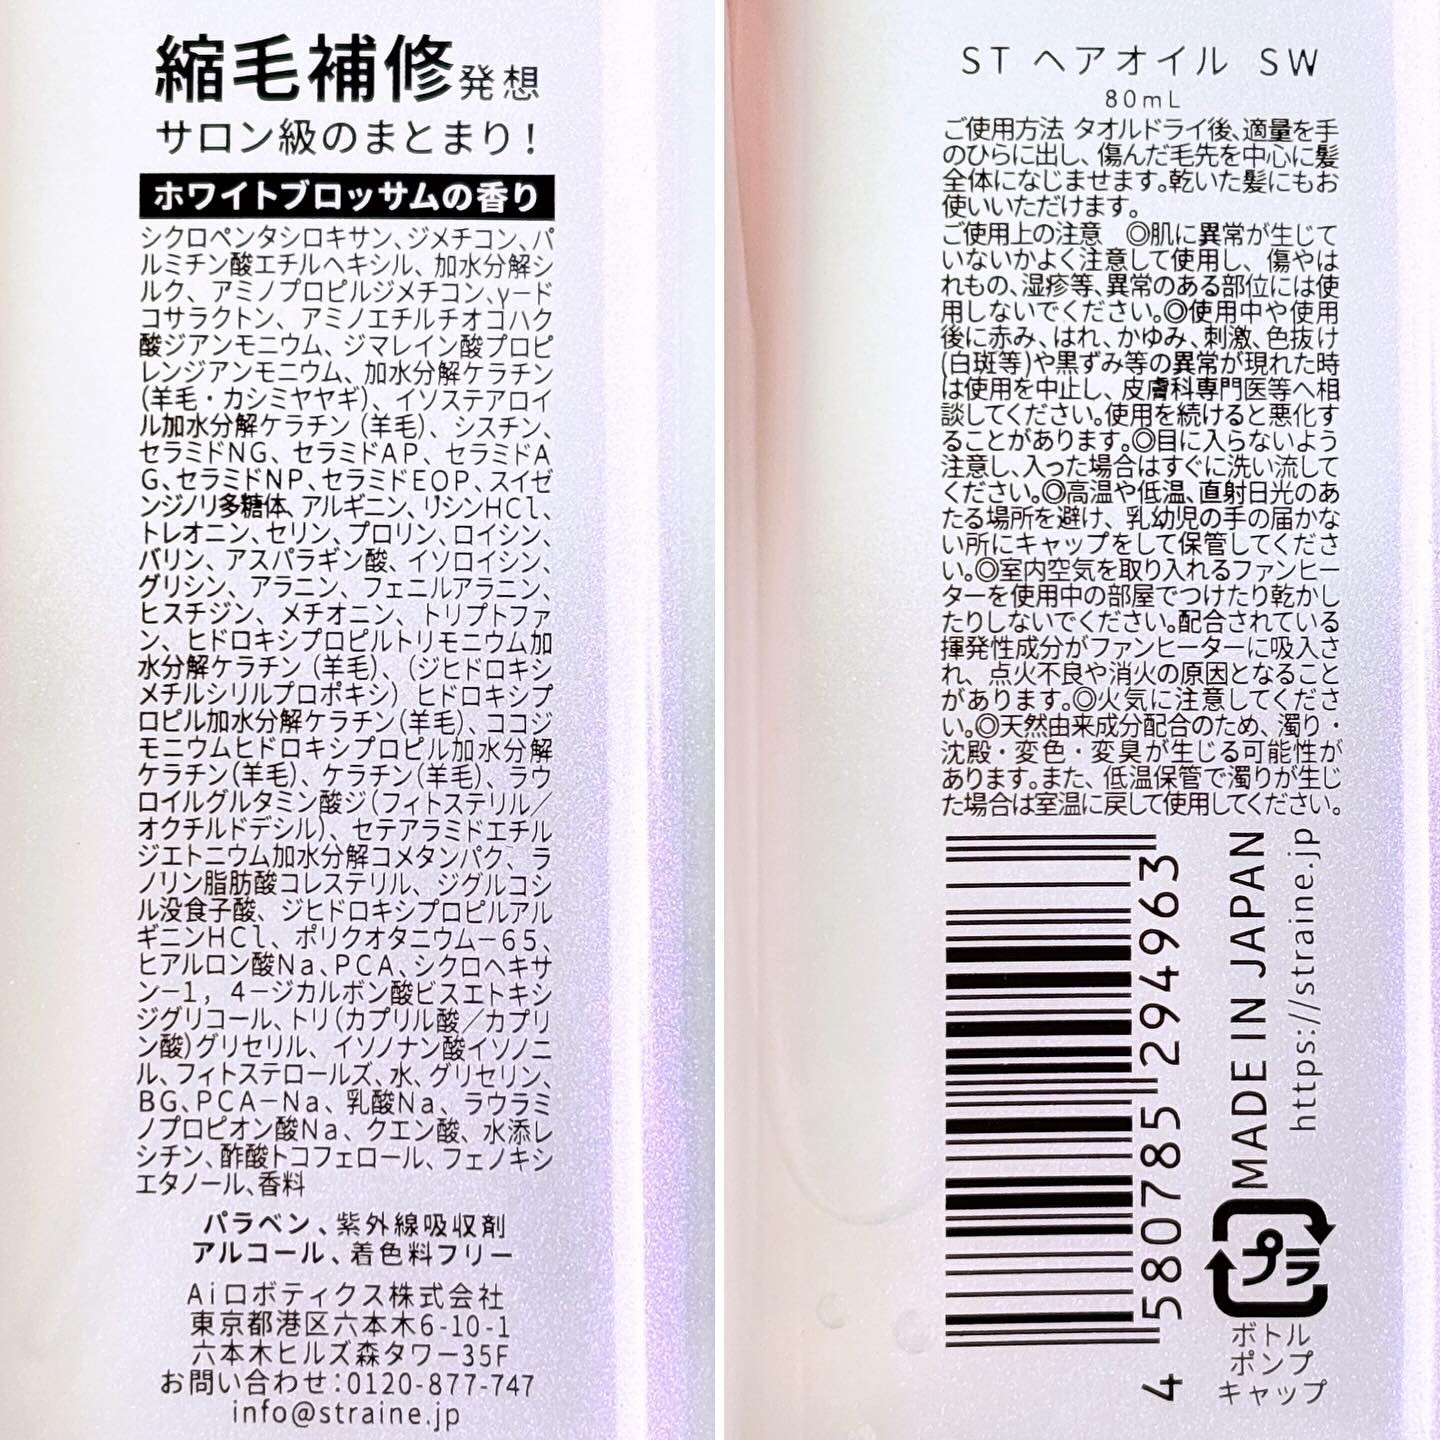 縮毛補修発想
サロン級のまとまり！
ホワイトブロッサムの香り
シクロペンタシロキサン、ジメチコン、パ
ルミチン酸エチルヘキシル、加水分解シ
ルク、アミノプロピルジメチコン、γード
コサラクトン、アミノエチルチオコハク
酸ジアンモニウム、ジマレイン酸プロピ
レンジアンモニウム、加水分解ケラチン
(羊毛・カシミヤヤギ)、イソステアロイ
ル加水分解ケラチン(羊毛)、シスチン、
セラミドNG、セラミドAP、セラミドA
G、セラミドNP、セラミドEOP、スイゼ
ンジノリ多糖体、アルギニン、リシンHCl、
トレオニン、セリン、プロリン、ロイシン、
バリン、アスパラギン酸、イソロイシン、
グリシン、アラニン、フェニルアラニン、
ヒスチジン、メチオニン、トリプトファ
ン、ヒドロキシプロピルトリモニウム加
水分解ケラチン(羊毛)、(ジヒドロキシ
メチルシリルプロポキシ)ヒドロキシプ
ロピル加水分解ケラチン(羊毛)、ココジ
モニウムヒドロキシプロピル加水分解
ケラチン(羊毛)、ケラチン(羊毛)、ラウ
ロイルグルタミン酸ジ(フィトステリル／
オクチルドデシル)、セテアラミドエチル
ジエトニウム加水分解コメタンパク、ラ
ノリン脂肪酸コレステリル、ジグルコシ
ル没食子酸、ジヒドロキシプロピルアル
ギニンHCl、ポリクオタニウム－65、
ヒアルロン酸Na、PCA、シクロヘキサ
ン－1，4－ジカルボン酸ビスエトキシ
ジグリコール、トリ(カプリル酸／カプリ
ン酸)グリセリル、イソノナン酸イソノニ
ル、フィトステロールズ、水、グリセリン、
BG、PCA－Na、乳酸Na、ラウラミ
ノプロピオン酸Na、クエン酸、水添レ
シチン、酢酸トコフェロール、フェノキシ
エタノール、香料
パラベン、紫外線吸収剤
アルコール、着色料フリー
Aiロボティクス株式会社
東京都港区六本木6-10-1
六本木ヒルズ森タワー35F
お問い合わせ：0120-877-747
info@straine.jp
ST ヘアオイル SW
80mL
ご使用方法 タオルドライ後、適量を手
のひらに出し、傷んだ毛先を中心に髪
全体になじませます。乾いた髪にもお
使いいただけます。
ご使用上の注意 ◎肌に異常が生じて
いないかよく注意して使用し、傷やは
れもの、湿疹等、異常のある部位には使
用しないでください。◎使用中や使用
後に赤み、はれ、かゆみ、刺激、色抜け
(白斑等)や黒ずみ等の異常が現れた時
は使用を中止し、皮膚科専門医等へ相
談してください。使用を続けると悪化す
ることがあります。◎目に入らないよう
注意し、入った場合はすぐに洗い流して
ください。◎高温や低温、直射日光のあ
たる場所を避け、乳幼児の手の届かな
い所にキャップをして保管してくださ
い。◎室内空気を取り入れるファンヒー
ターを使用中の部屋でつけたり乾かし
たりしないでください。配合されている
揮発性成分がファンヒーターに吸入さ
れ、点火不良や消火の原因となること
があります。◎火気に注意してくださ
い。◎天然由来成分配合のため、濁り・
沈殿・変色・変臭が生じる可能性が
あります。また、低温保管で濁りが生じ
た場合は室温に戻して使用してください。
4 580785 294963
MADE IN JAPAN
https://straine.jp
プラ
ボトル
ポンプ
キャップ